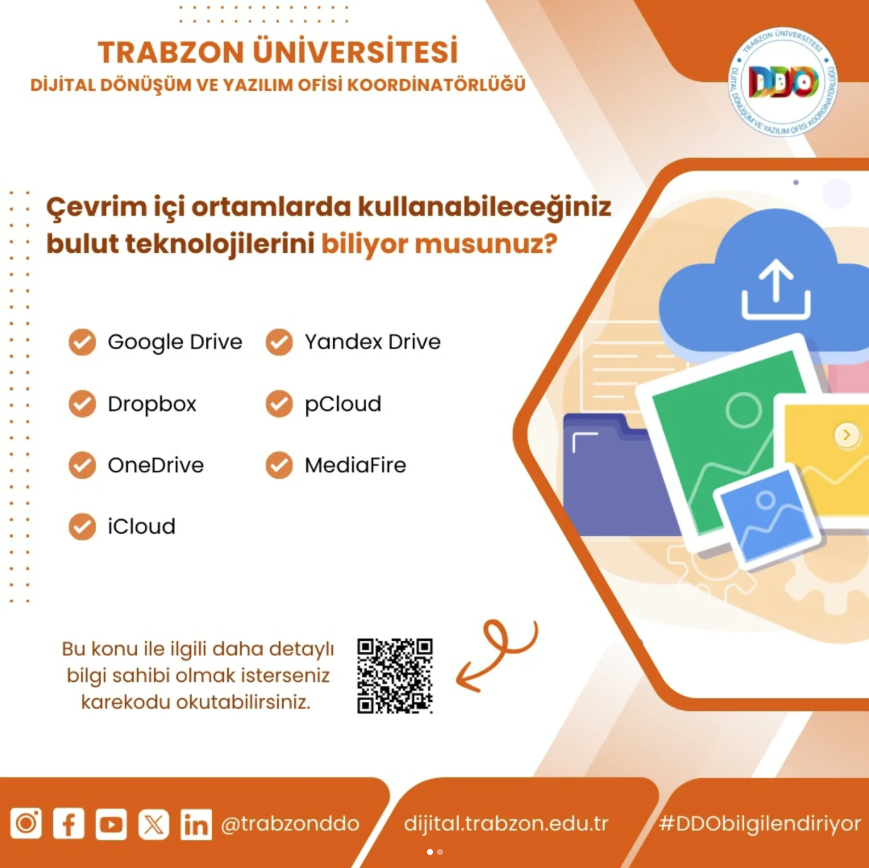 TRABZON ÜNİVERSİTESİ
DİJİTAL DÖNÜŞÜM VE YAZILIM OFİSİ KOORDİNATÖRLÜĞÜ
TRABZON ÜNİVERSİTESİ
DDO
DİJİTAL DÖNÜŞÜM VE YAZILIM OFİSİ KOORDİNATÖRLÜĞÜ
Çevrim içi ortamlarda kullanabileceğiniz
bulut teknolojilerini biliyor musunuz?
Google Drive
Yandex Drive
Dropbox
pCloud
OneDrive
MediaFire
iCloud
Bu konu ile ilgili daha detaylı
bilgi sahibi olmak isterseniz
karekodu okutabilirsiniz.
@trabzonddo
dijital.trabzon.edu.tr
#DDObilgilendiriyor